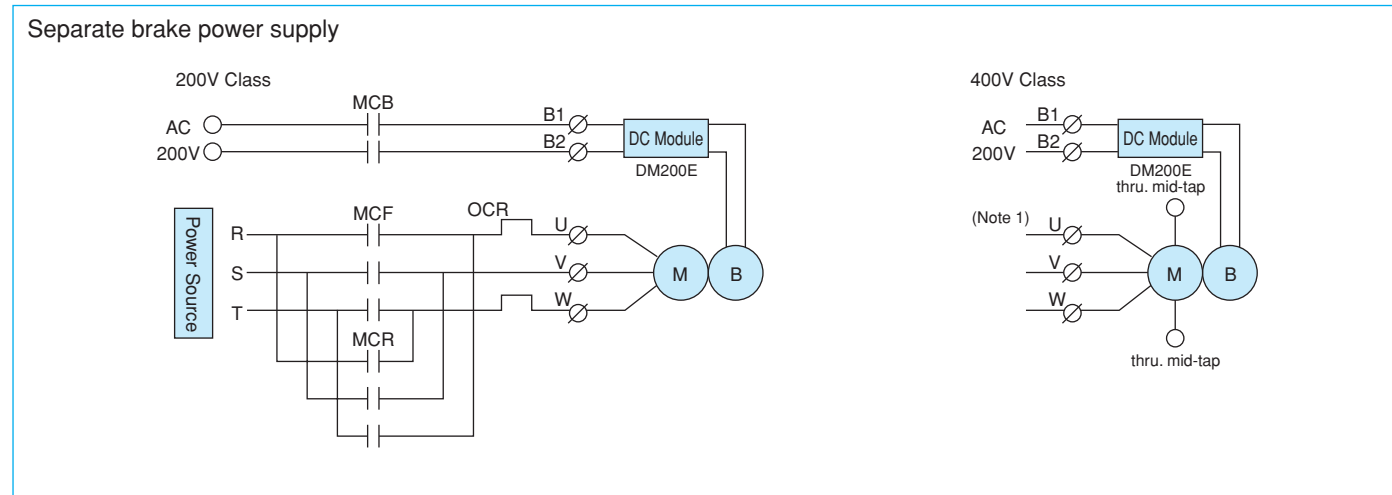 Separate brake power supply
200V Class
MCB
AC
200V
B1
B2
DC Module
DM200E
Power Source
R
S
T
MCF
OCR
MCR
U
V
W
M
B
400V Class
AC
200V
B1
B2
DC Module
DM200E
thru. mid-tap
(Note 1)
U
V
W
M
B
thru. mid-tap